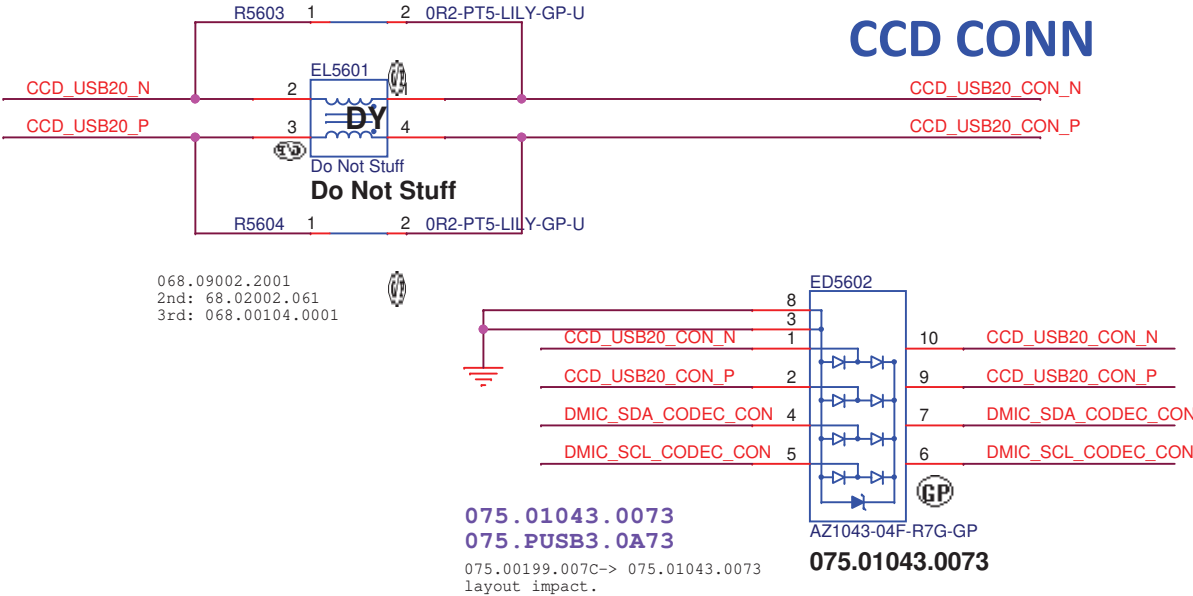 R5603 1 2 0R2-PT5-LILY-GP-U
CCD CONN
EL5601
CCD_USB20_N 2 1 CCD_USB20_CON_N
DY
CCD_USB20_P 3 4 CCD_USB20_CON_P
Do Not Stuff
Do Not Stuff
R5604 1 2 0R2-PT5-LILY-GP-U
068.09002.2001
2nd: 68.02002.061
3rd: 068.00104.0001
ED5602
8
3
CCD_USB20_CON_N 1 10 CCD_USB20_CON_N
CCD_USB20_CON_P 2 9 CCD_USB20_CON_P
DMIC_SDA_CODEC_CON 4 7 DMIC_SDA_CODEC_CON
DMIC_SCL_CODEC_CON 5 6 DMIC_SCL_CODEC_CON
GP
075.01043.0073
075.PUSB3.0A73
AZ1043-04F-R7G-GP
075.01043.0073
075.00199.007C-> 075.01043.0073
layout impact.